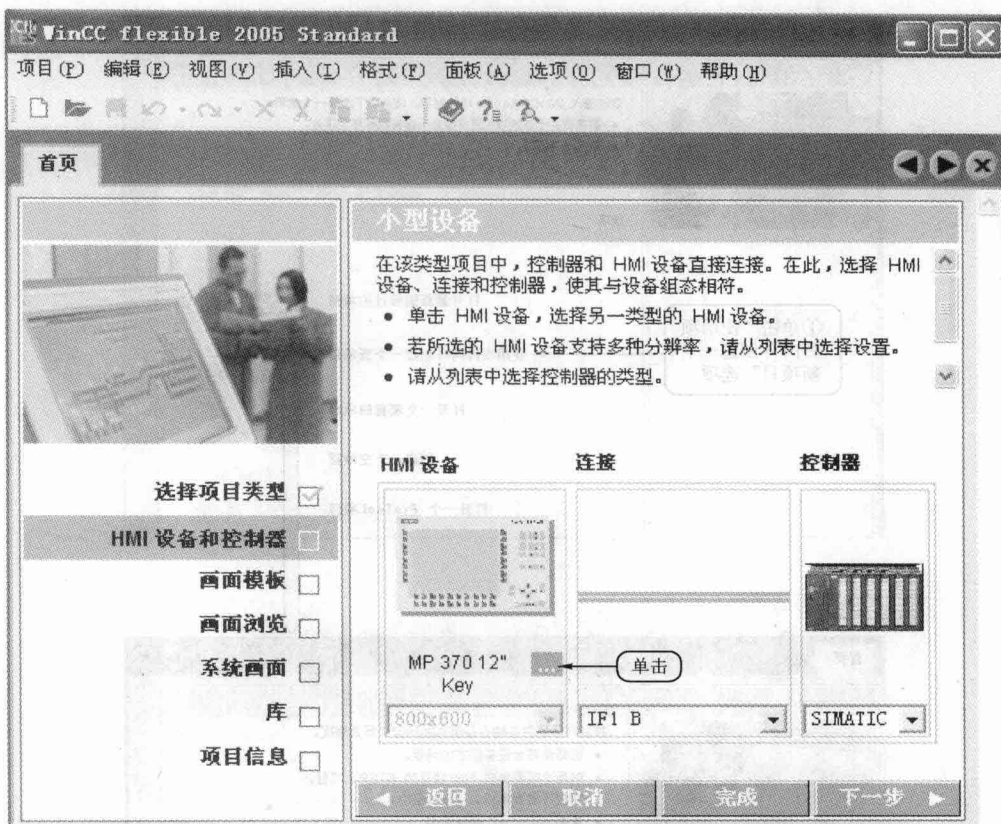 WinCC flexible 2005 Standard
项目(P) 编辑(E) 视图(V) 插入(I) 格式(F) 面板(A) 选项(O) 窗口(W) 帮助(H)
首页
小型设备
在该类型项目中，控制器和 HMI 设备直接连接。在此，选择 HMI
设备、连接和控制器，使其与设备组态相符。
• 单击 HMI 设备，选择另一类型的 HMI 设备。
• 若所选的 HMI 设备支持多种分辨率，请从列表中选择设置。
• 请从列表中选择控制器的类型。
选择项目类型
HMI 设备和控制器
画面模板
画面浏览
系统画面
库
项目信息
HMI 设备
连接
控制器
MP 370 12"
Key
...
单击
800x600
IF1 B
SIMATIC
返回
取消
完成
下一步